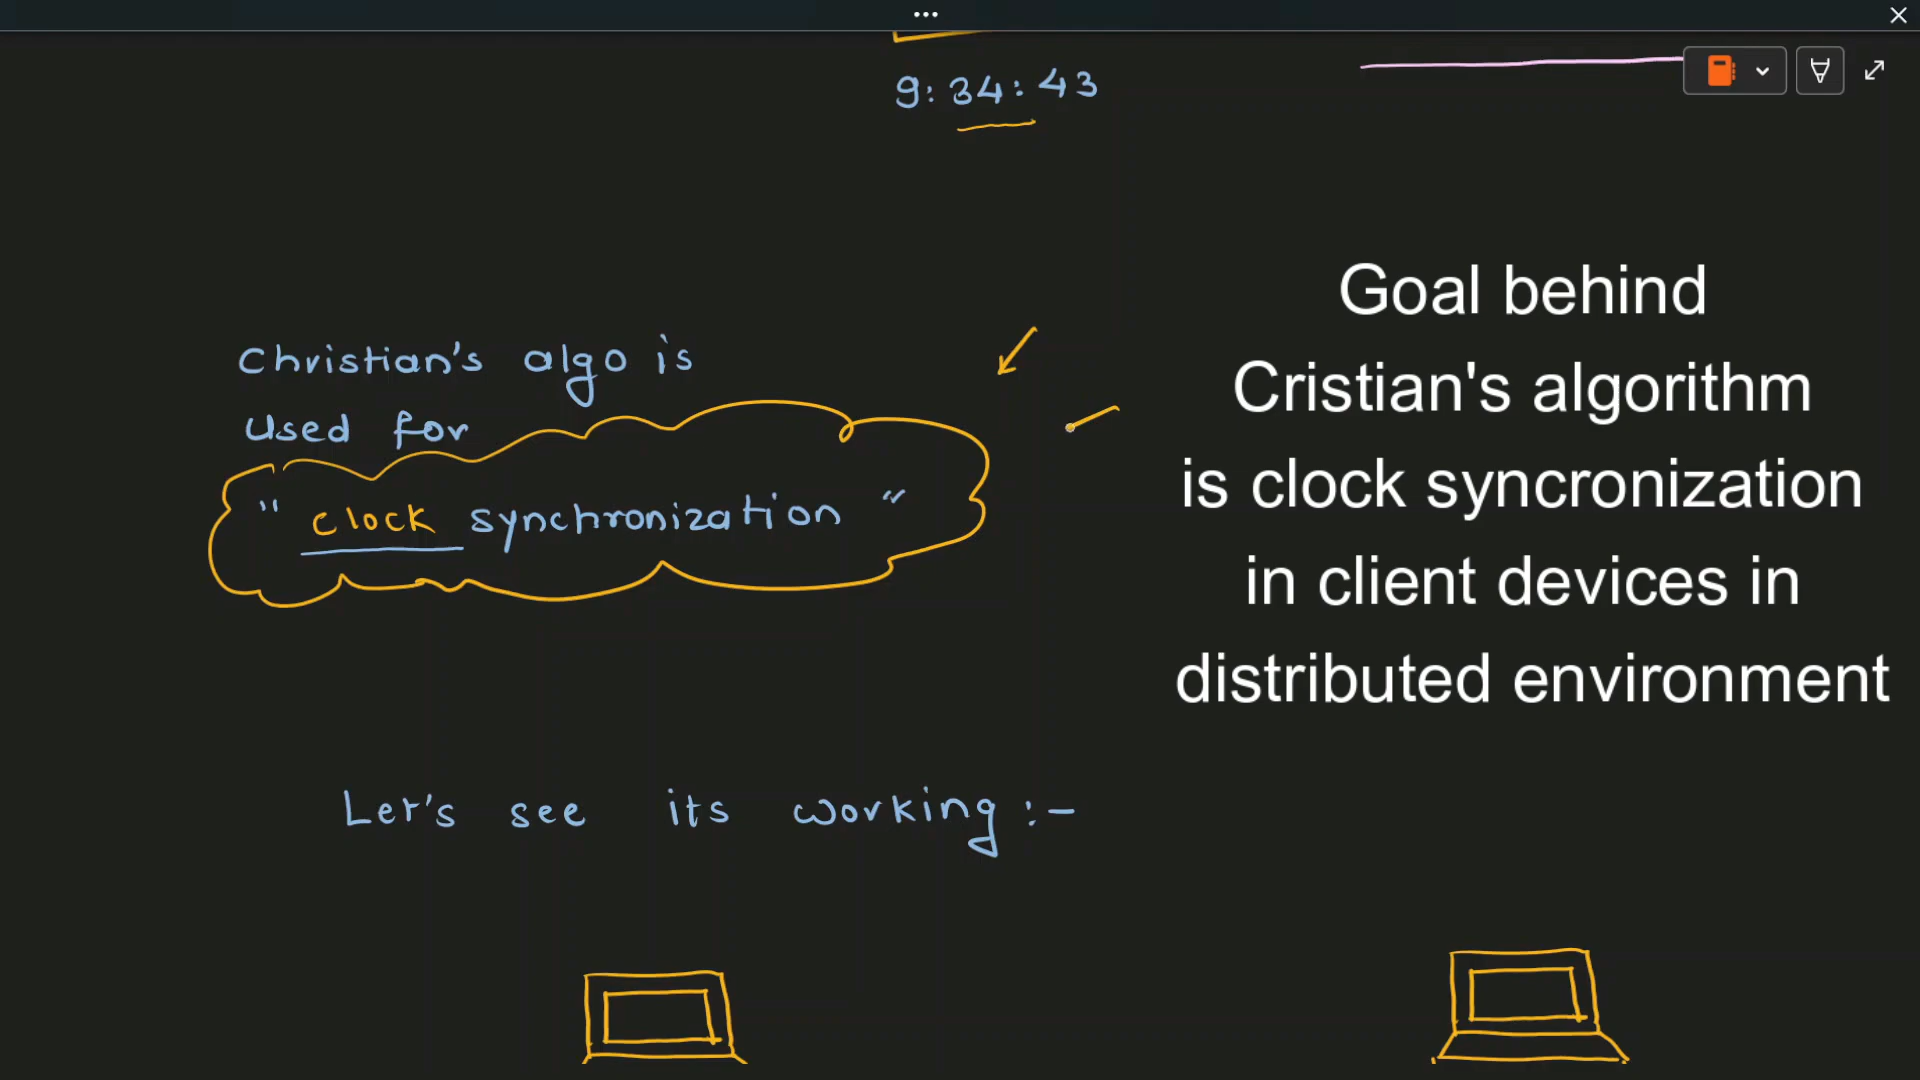 9:34:43
Christian's algo is
used for
" clock synchronization "
Let's see its working :-
Goal behind
Cristian's algorithm
is clock syncronization
in client devices in
distributed environment